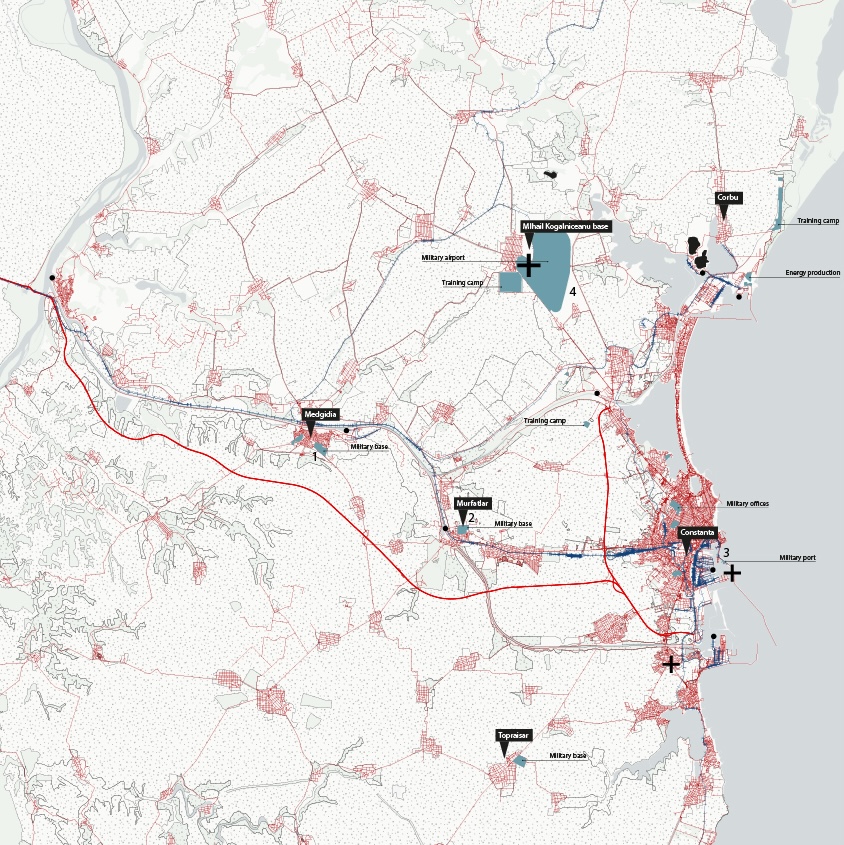 Corbu
Training camp
MIhail Kogalniceanu base
Military airport
Energy production
Training camp
4
Medgidia
Training camp
Military base
1
Murfatlar
2
Military base
Military offices
Constanta
3
Military port
Topraisar
Military base